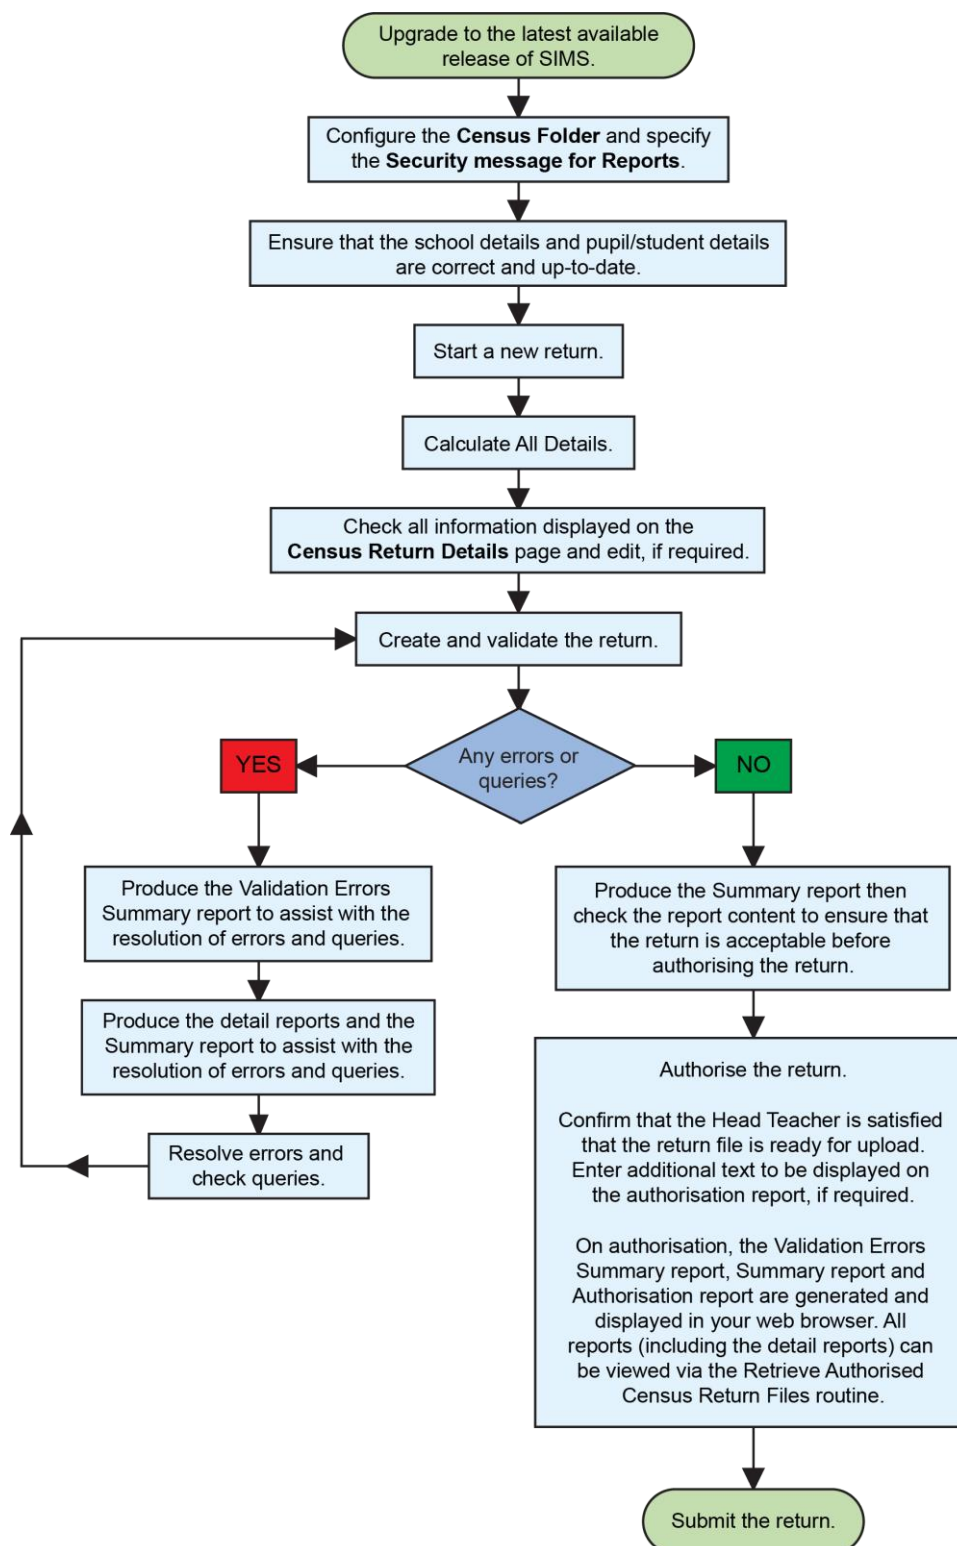 Upgrade to the latest available
release of SIMS.
Configure the Census Folder and specify
the Security message for Reports.
Ensure that the school details and pupil/student details
are correct and up-to-date.
Start a new return.
Calculate All Details.
Check all information displayed on the
Census Return Details page and edit, if required.
Create and validate the return.
Any errors or
queries?
YES
NO
Produce the Validation Errors
Summary report to assist with the
resolution of errors and queries.
Produce the detail reports and the
Summary report to assist with the
resolution of errors and queries.
Resolve errors and
check queries.
Produce the Summary report then
check the report content to ensure that
the return is acceptable before
authorising the return.
Authorise the return.
Confirm that the Head Teacher is satisfied
that the return file is ready for upload.
Enter additional text to be displayed on
the authorisation report, if required.
On authorisation, the Validation Errors
Summary report, Summary report and
Authorisation report are generated and
displayed in your web browser. All
reports (including the detail reports) can
be viewed via the Retrieve Authorised
Census Return Files routine.
Submit the return.